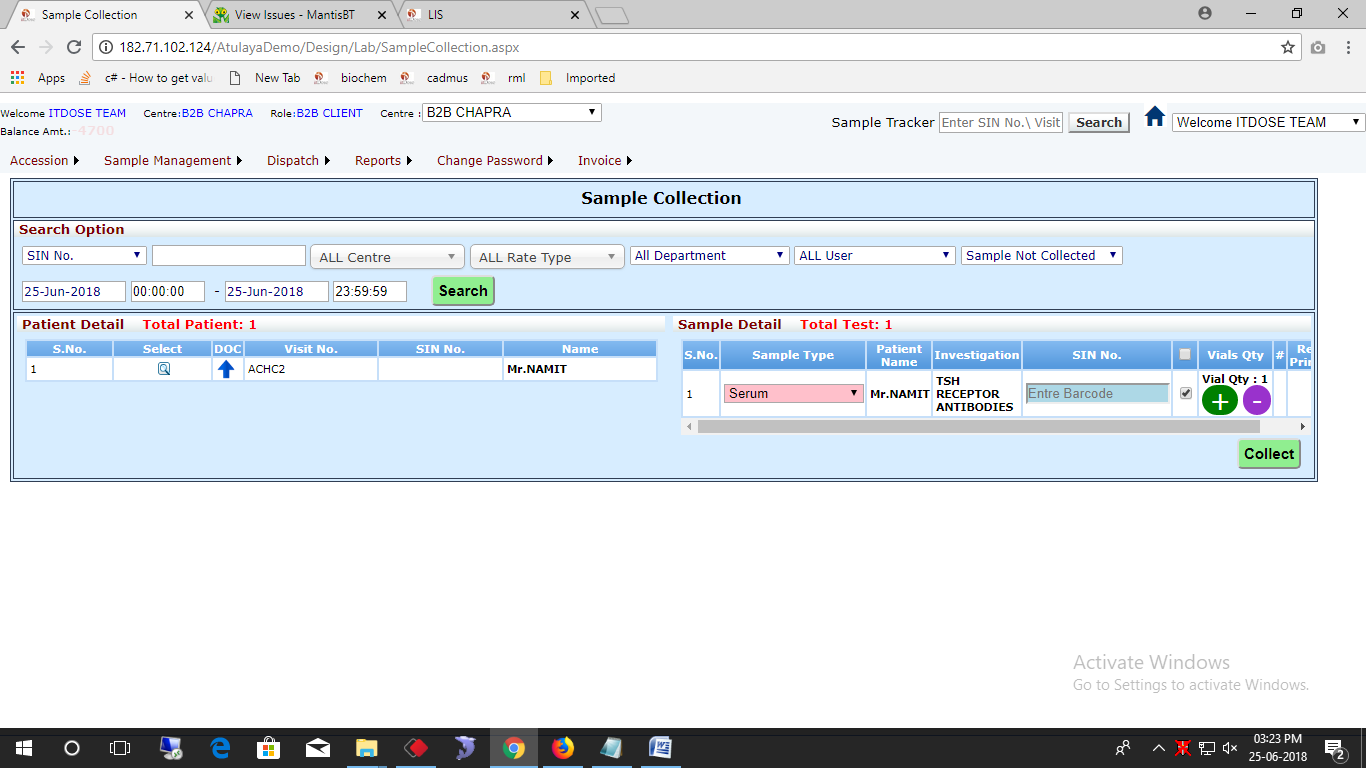 Sample Collection
View Issues - MantisBT
LIS
182.71.102.124/AtulayaDemo/Design/Lab/SampleCollection.aspx
Apps c# - How to get valu New Tab biochem cadmus rml Imported
Welcome ITDOSE TEAM Centre:B2B CHAPRA Role:B2B CLIENT Centre : B2B CHAPRA
Balance Amt.:-4700
Sample Tracker Enter SIN No.\ Visit Search Welcome ITDOSE TEAM
Accession Sample Management Dispatch Reports Change Password Invoice
Sample Collection
Search Option
SIN No. ALL Centre ALL Rate Type All Department ALL User Sample Not Collected
25-Jun-2018 00:00:00 - 25-Jun-2018 23:59:59 Search
Patient Detail Total Patient: 1
S.No. Select DOC Visit No. SIN No. Name
1 ACHC2 Mr.NAMIT
Sample Detail Total Test: 1
S.No. Sample Type Patient Name Investigation SIN No. Vials Qty # Re Prin
1 Serum Mr.NAMIT TSH RECEPTOR ANTIBODIES Entre Barcode Vial Qty : 1
+ -
Collect
Activate Windows
Go to Settings to activate Windows.
03:23 PM
25-06-2018
2